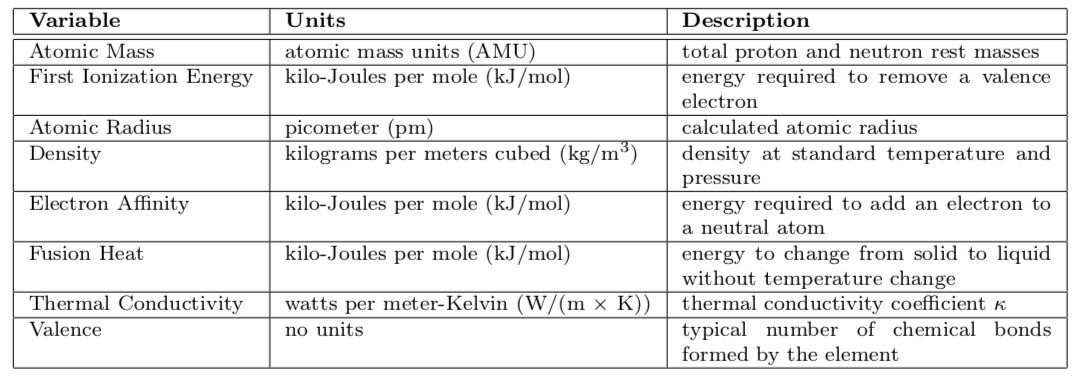 Variable Units Description
Atomic Mass atomic mass units (AMU) total proton and neutron rest masses
First Ionization Energy kilo-Joules per mole (kJ/mol) energy required to remove a valence
electron
Atomic Radius picometer (pm) calculated atomic radius
Density kilograms per meters cubed (kg/m³) density at standard temperature and
pressure
Electron Affinity kilo-Joules per mole (kJ/mol) energy required to add an electron to
a neutral atom
Fusion Heat kilo-Joules per mole (kJ/mol) energy to change from solid to liquid
without temperature change
Thermal Conductivity watts per meter-Kelvin (W/(m × K)) thermal conductivity coefficient κ
Valence no units typical number of chemical bonds
formed by the element